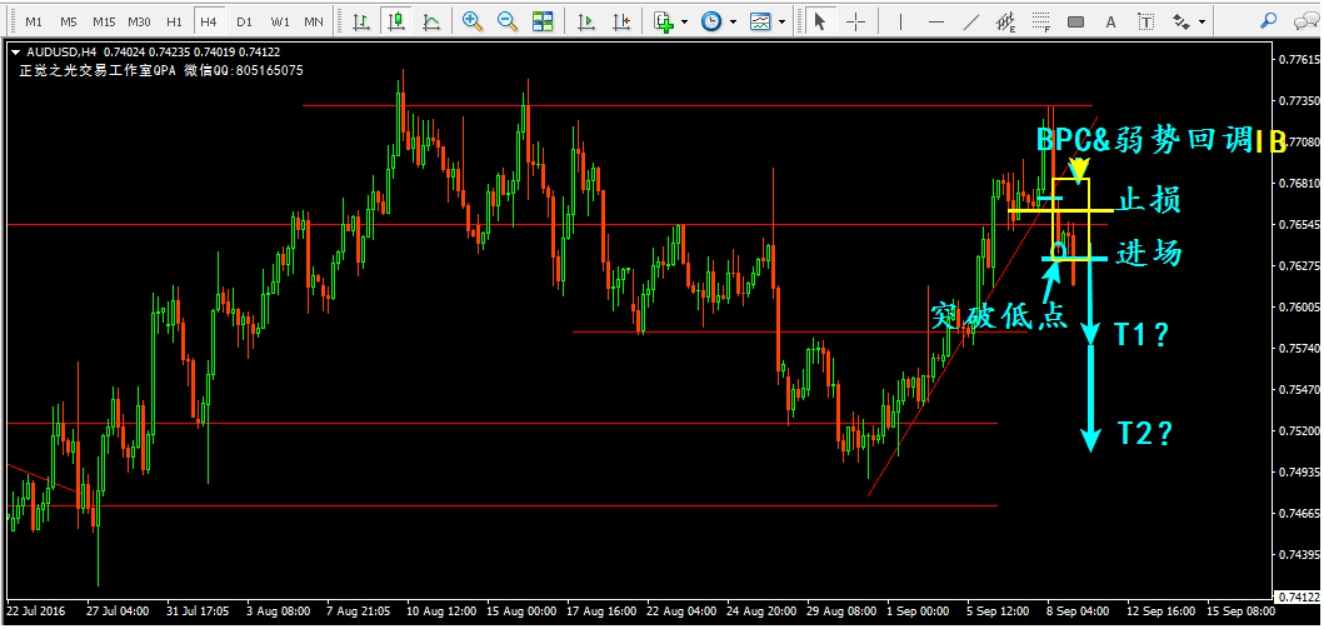 M1 M5 M15 M30 H1 H4 D1 W1 MN
E F A T
AUDUSD,H4 0.74024 0.74235 0.74019 0.74122
正觉之光交易工作室QPA 微信QQ:805165075
0.77615
0.77350
BPC&弱势回调IB
0.77080
0.76810
止损
0.76545
进场
0.76275
0.76005
突破低点
T1?
0.75740
0.75470
T2?
0.75200
0.74935
0.74665
0.74395
0.74122
22 Jul 2016 27 Jul 04:00 31 Jul 17:05 3 Aug 08:00 7 Aug 21:05 10 Aug 12:00 15 Aug 00:00 17 Aug 16:00 22 Aug 04:00 24 Aug 20:00 29 Aug 08:00 1 Sep 00:00 5 Sep 12:00 8 Sep 04:00 12 Sep 16:00 15 Sep 08:00